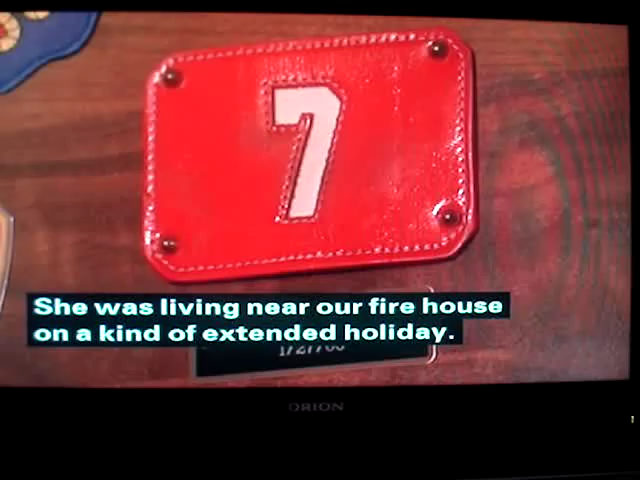 7
She was living near our fire house
on a kind of extended holiday.
ORION